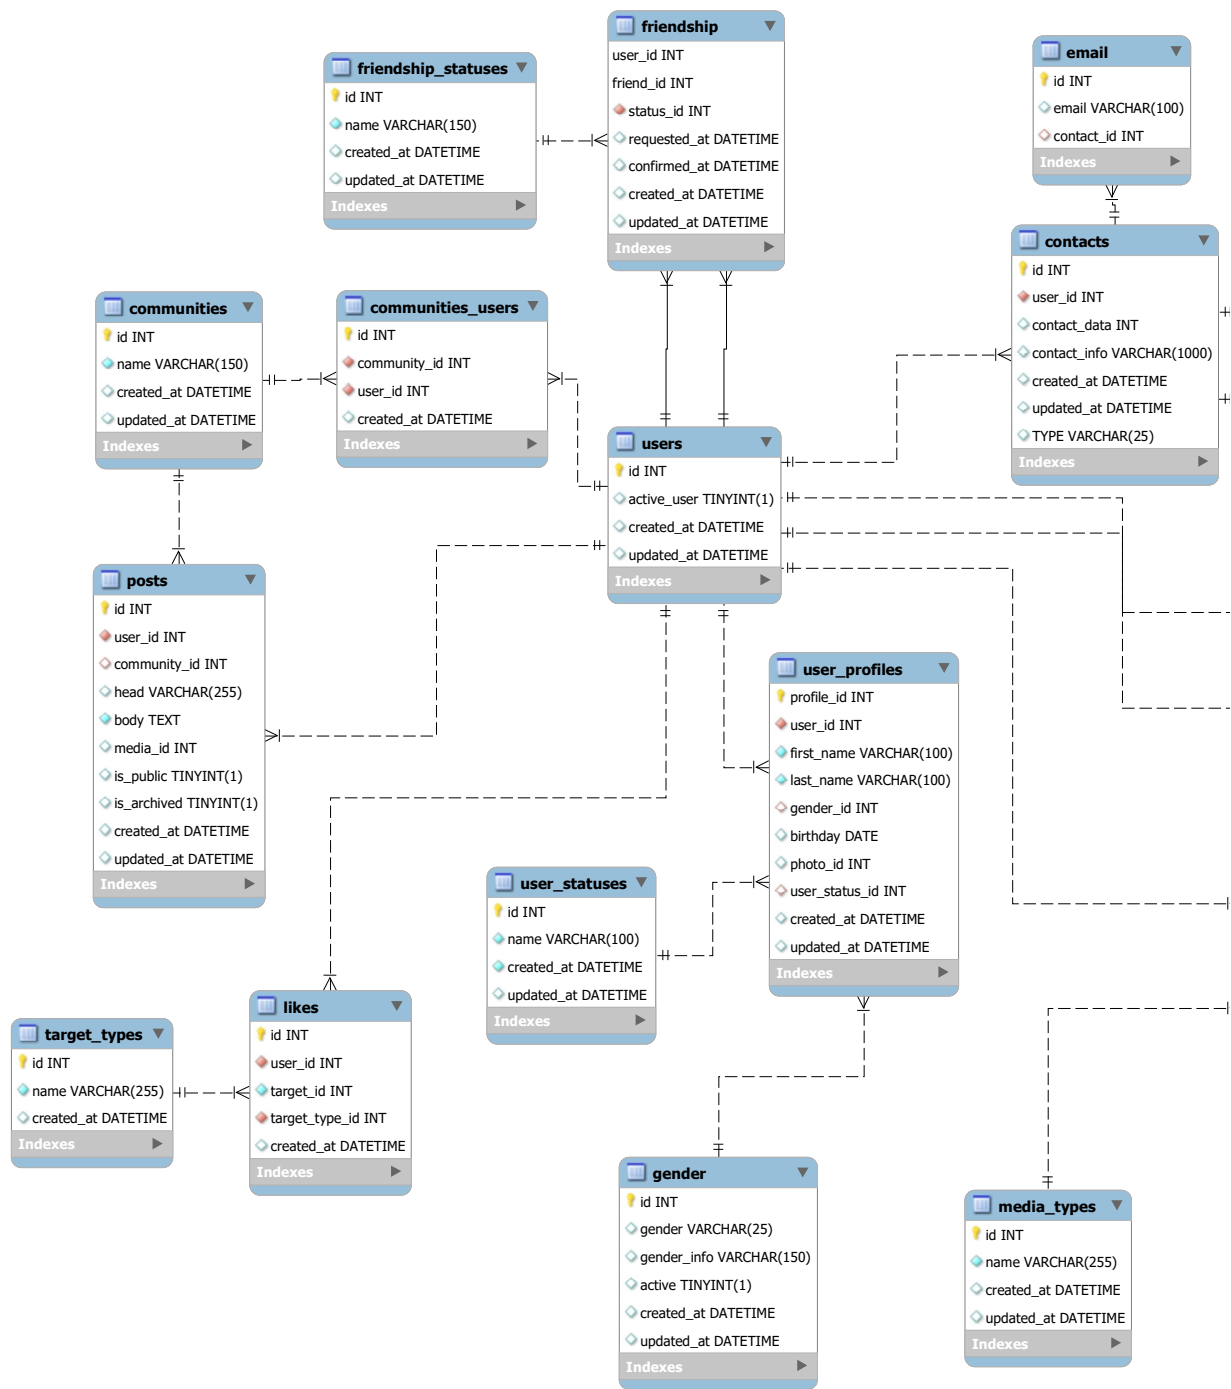 friendship
user_id INT
friend_id INT
status_id INT
requested_at DATETIME
confirmed_at DATETIME
created_at DATETIME
updated_at DATETIME
Indexes
friendship_statuses
id INT
name VARCHAR(150)
created_at DATETIME
updated_at DATETIME
Indexes
email
id INT
email VARCHAR(100)
contact_id INT
Indexes
contacts
id INT
user_id INT
contact_data INT
contact_info VARCHAR(1000)
created_at DATETIME
updated_at DATETIME
TYPE VARCHAR(25)
Indexes
communities
id INT
name VARCHAR(150)
created_at DATETIME
updated_at DATETIME
Indexes
communities_users
id INT
community_id INT
user_id INT
created_at DATETIME
Indexes
users
id INT
active_user TINYINT(1)
created_at DATETIME
updated_at DATETIME
Indexes
posts
id INT
user_id INT
community_id INT
head VARCHAR(255)
body TEXT
media_id INT
is_public TINYINT(1)
is_archived TINYINT(1)
created_at DATETIME
updated_at DATETIME
Indexes
user_profiles
profile_id INT
user_id INT
first_name VARCHAR(100)
last_name VARCHAR(100)
gender_id INT
birthday DATE
photo_id INT
user_status_id INT
created_at DATETIME
updated_at DATETIME
Indexes
user_statuses
id INT
name VARCHAR(100)
created_at DATETIME
updated_at DATETIME
Indexes
likes
id INT
user_id INT
target_id INT
target_type_id INT
created_at DATETIME
Indexes
target_types
id INT
name VARCHAR(255)
created_at DATETIME
Indexes
gender
id INT
gender VARCHAR(25)
gender_info VARCHAR(150)
active TINYINT(1)
created_at DATETIME
updated_at DATETIME
Indexes
media_types
id INT
name VARCHAR(255)
created_at DATETIME
updated_at DATETIME
Indexes